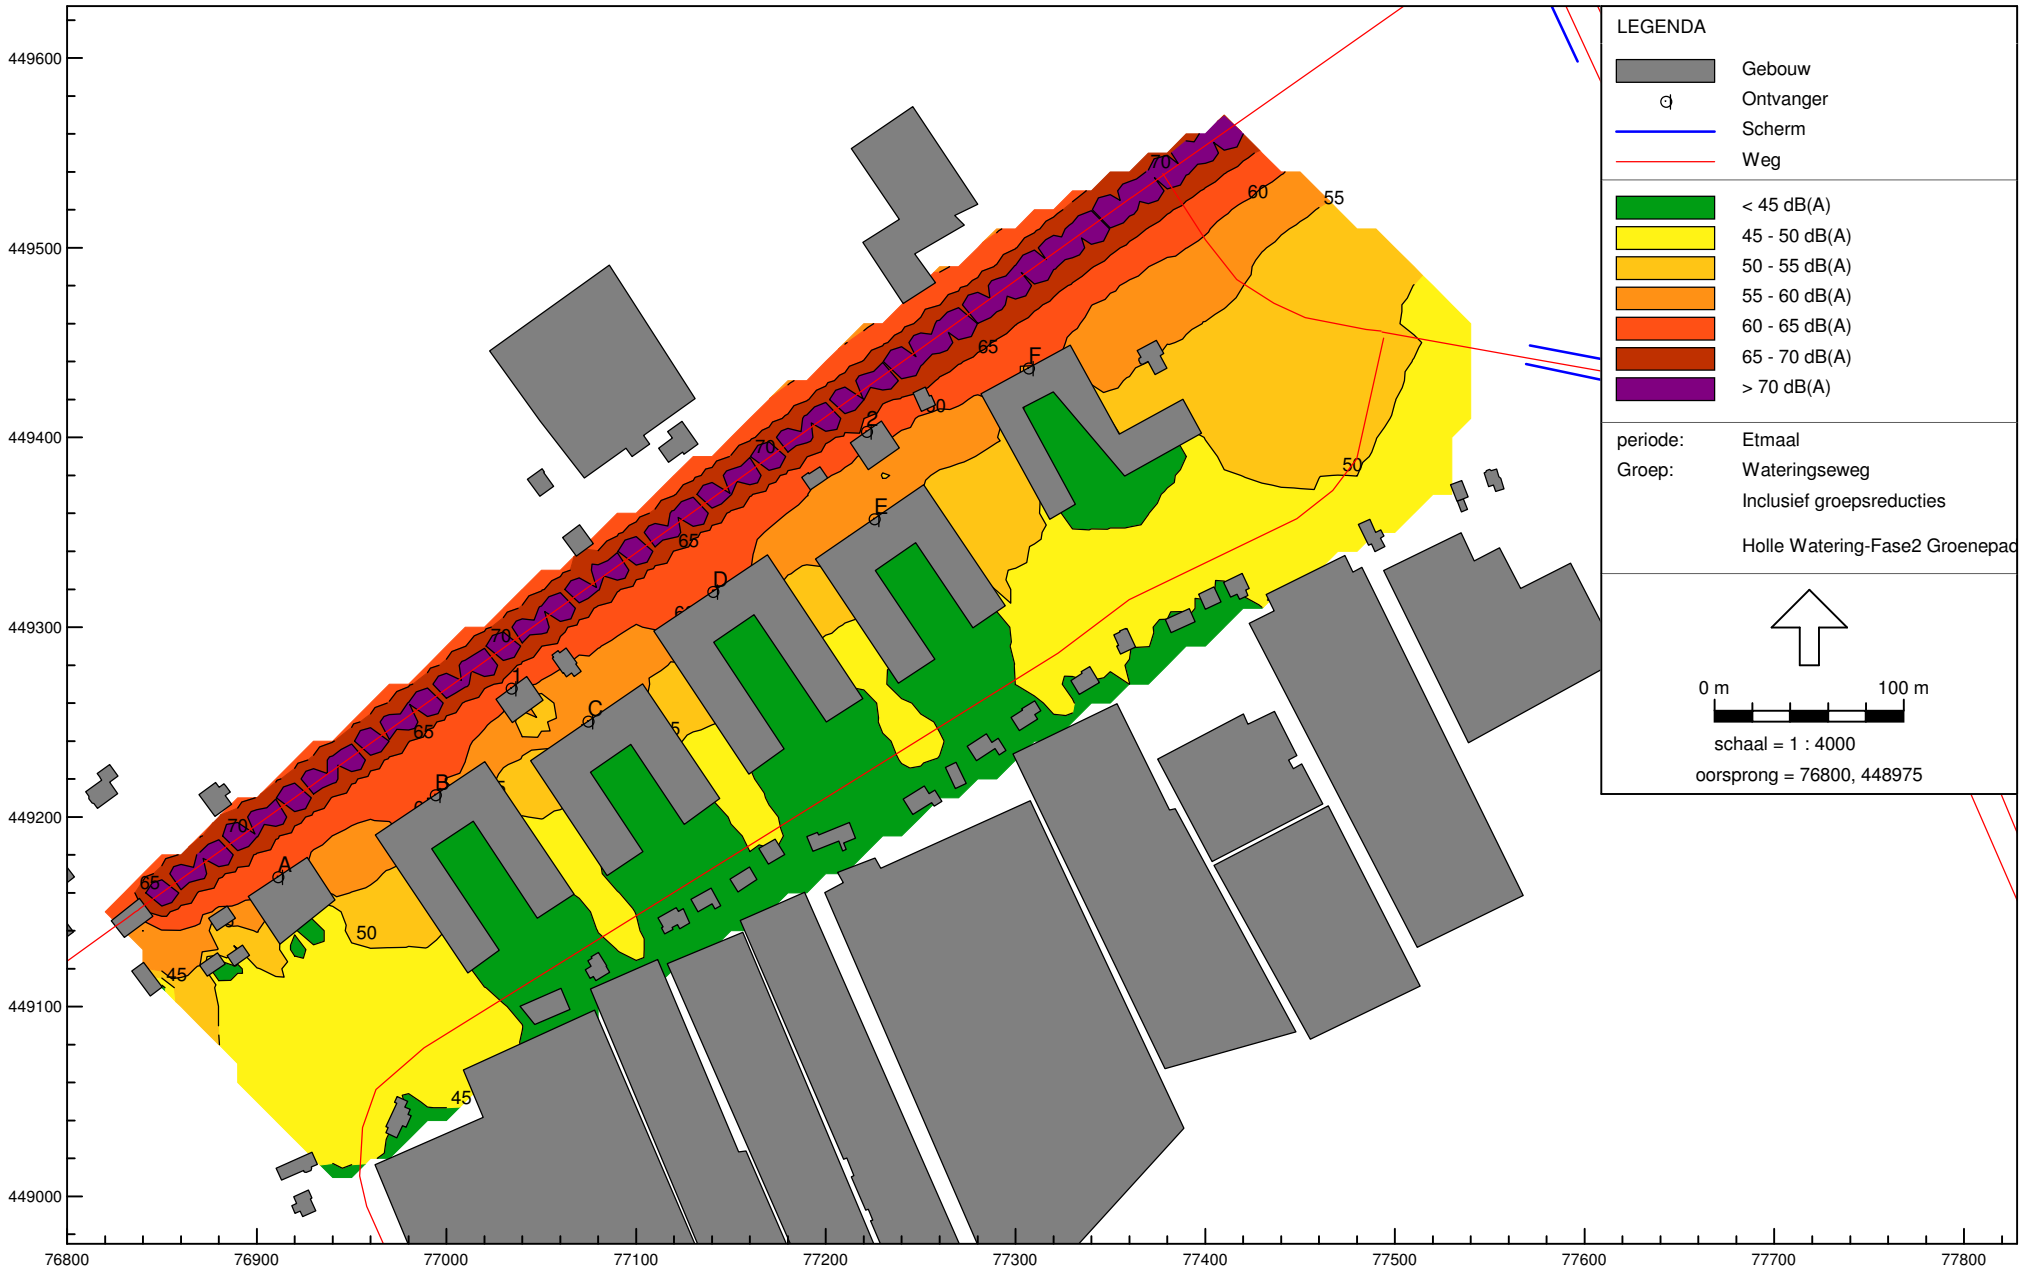 LEGENDA
Gebouw
Ontvanger
Scherm
Weg
< 45 dB(A)
45 - 50 dB(A)
50 - 55 dB(A)
55 - 60 dB(A)
60 - 65 dB(A)
65 - 70 dB(A)
> 70 dB(A)
periode: Etmaal
Groep: Wateringseweg
Inclusief groepsreducties
Holle Watering-Fase2 Groenepad
0 m 100 m
schaal = 1 : 4000
oorsprong = 76800, 448975
449600
449500
449400
449300
449200
449100
449000
76800 76900 77000 77100 77200 77300 77400 77500 77600 77700 77800
70
60
55
65
F
2
70
50
E
65
D
70
1
C
65
B
70
A
65
50
45
45